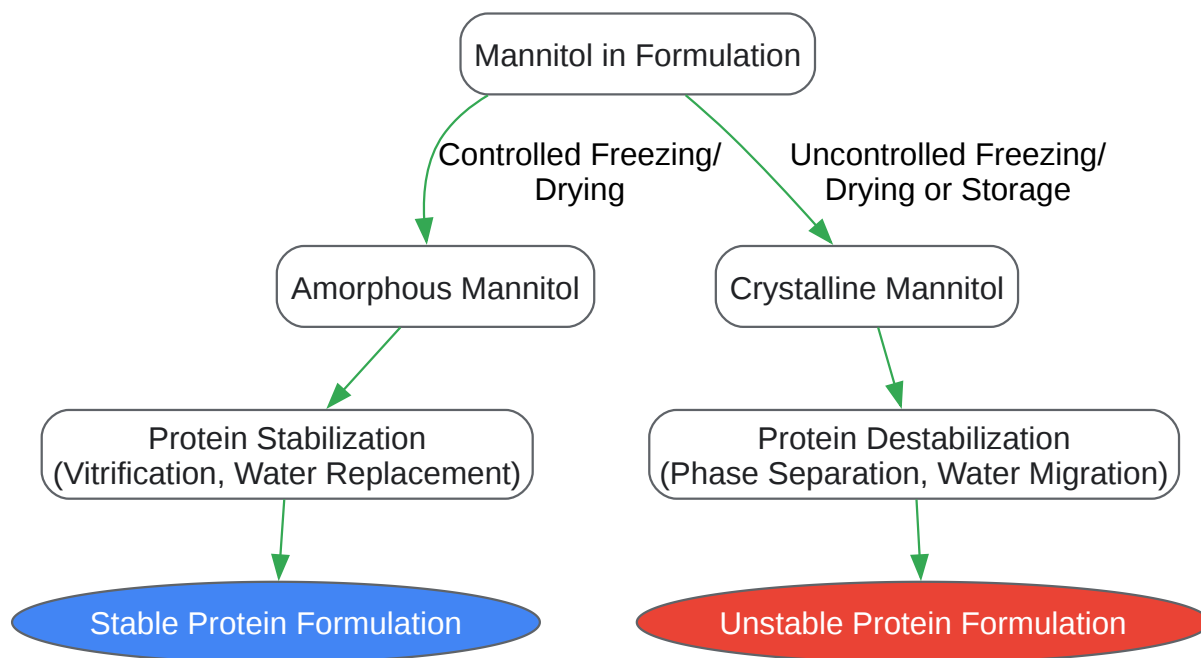 Mannitol in Formulation
Controlled Freezing/
Drying
Uncontrolled Freezing/
Drying or Storage
Amorphous Mannitol
Crystalline Mannitol
Protein Stabilization
(Vitrification, Water Replacement)
Protein Destabilization
(Phase Separation, Water Migration)
Stable Protein Formulation
Unstable Protein Formulation